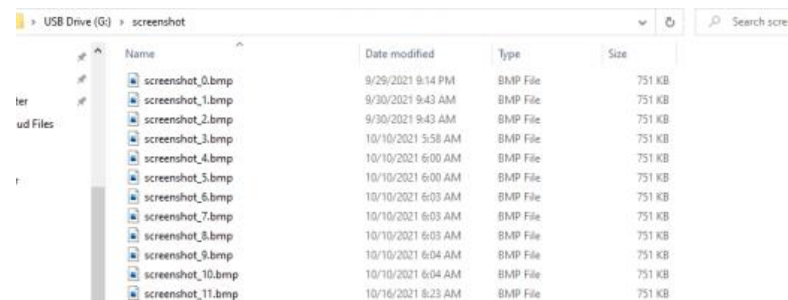 USB Drive (G:) > screenshot Search scre
Name Date modified Type Size
screenshot_0.bmp 9/29/2021 9:14 PM BMP File 751 KB
ter screenshot_1.bmp 9/30/2021 9:43 AM BMP File 751 KB
ud Files screenshot_2.bmp 9/30/2021 9:43 AM BMP File 751 KB
screenshot_3.bmp 10/10/2021 5:58 AM BMP File 751 KB
screenshot_4.bmp 10/10/2021 6:00 AM BMP File 751 KB
screenshot_5.bmp 10/10/2021 6:00 AM BMP File 751 KB
screenshot_6.bmp 10/10/2021 6:03 AM BMP File 751 KB
screenshot_7.bmp 10/10/2021 6:03 AM BMP File 751 KB
screenshot_8.bmp 10/10/2021 6:03 AM BMP File 751 KB
screenshot_9.bmp 10/10/2021 6:04 AM BMP File 751 KB
screenshot_10.bmp 10/10/2021 6:04 AM BMP File 751 KB
screenshot_11.bmp 10/16/2021 8:23 AM BMP File 751 KB